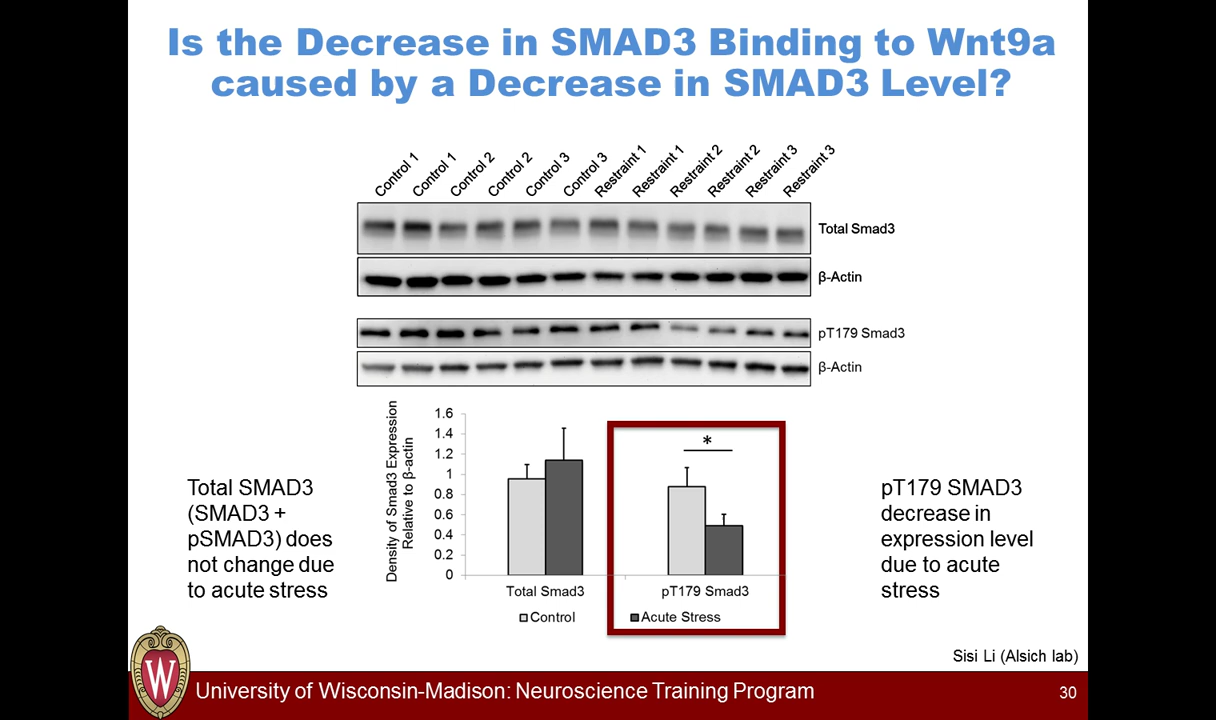 Is the Decrease in SMAD3 Binding to Wnt9a
caused by a Decrease in SMAD3 Level?
Control 1
Control 1
Control 2
Control 2
Control 3
Control 3
Restraint 1
Restraint 1
Restraint 2
Restraint 2
Restraint 3
Restraint 3
Total Smad3
β-Actin
pT179 Smad3
β-Actin
Density of Smad3 Expression
Relative to β-actin
1.6
1.4
1.2
1
0.8
0.6
0.4
0.2
0
*
Total Smad3
pT179 Smad3
Control
Acute Stress
Total SMAD3
(SMAD3 +
pSMAD3) does
not change due
to acute stress
pT179 SMAD3
decrease in
expression level
due to acute
stress
Sisi Li (Alsich lab)
W
University of Wisconsin-Madison: Neuroscience Training Program
30